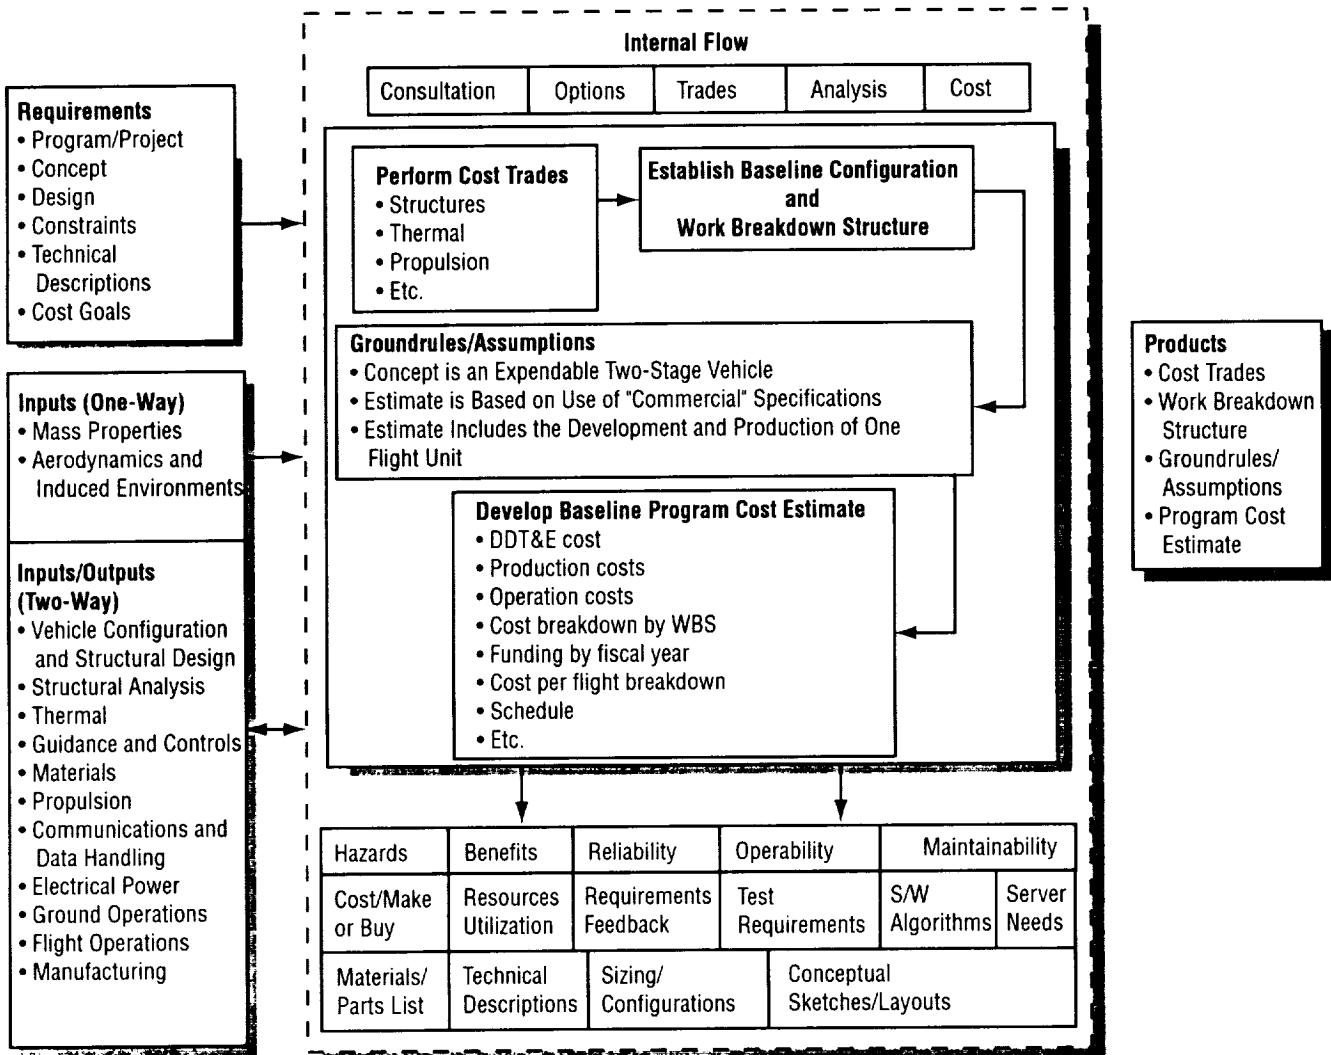 Internal Flow
Consultation
Options
Trades
Analysis
Cost
Requirements
• Program/Project
• Concept
• Design
• Constraints
• Technical
Descriptions
• Cost Goals
Inputs (One-Way)
• Mass Properties
• Aerodynamics and
Induced Environments
Inputs/Outputs
(Two-Way)
• Vehicle Configuration
and Structural Design
• Structural Analysis
• Thermal
• Guidance and Controls
• Materials
• Propulsion
• Communications and
Data Handling
• Electrical Power
• Ground Operations
• Flight Operations
• Manufacturing
Perform Cost Trades
• Structures
• Thermal
• Propulsion
• Etc.
Establish Baseline Configuration
and
Work Breakdown Structure
Groundrules/Assumptions
• Concept is an Expendable Two-Stage Vehicle
• Estimate is Based on Use of "Commercial" Specifications
• Estimate Includes the Development and Production of One
Flight Unit
Develop Baseline Program Cost Estimate
• DDT&E cost
• Production costs
• Operation costs
• Cost breakdown by WBS
• Funding by fiscal year
• Cost per flight breakdown
• Schedule
• Etc.
Hazards
Benefits
Reliability
Operability
Maintainability
Cost/Make
or Buy
Resources
Utilization
Requirements
Feedback
Test
Requirements
S/W
Algorithms
Server
Needs
Materials/
Parts List
Technical
Descriptions
Sizing/
Configurations
Conceptual
Sketches/Layouts
Products
• Cost Trades
• Work Breakdown
Structure
• Groundrules/
Assumptions
• Program Cost
Estimate